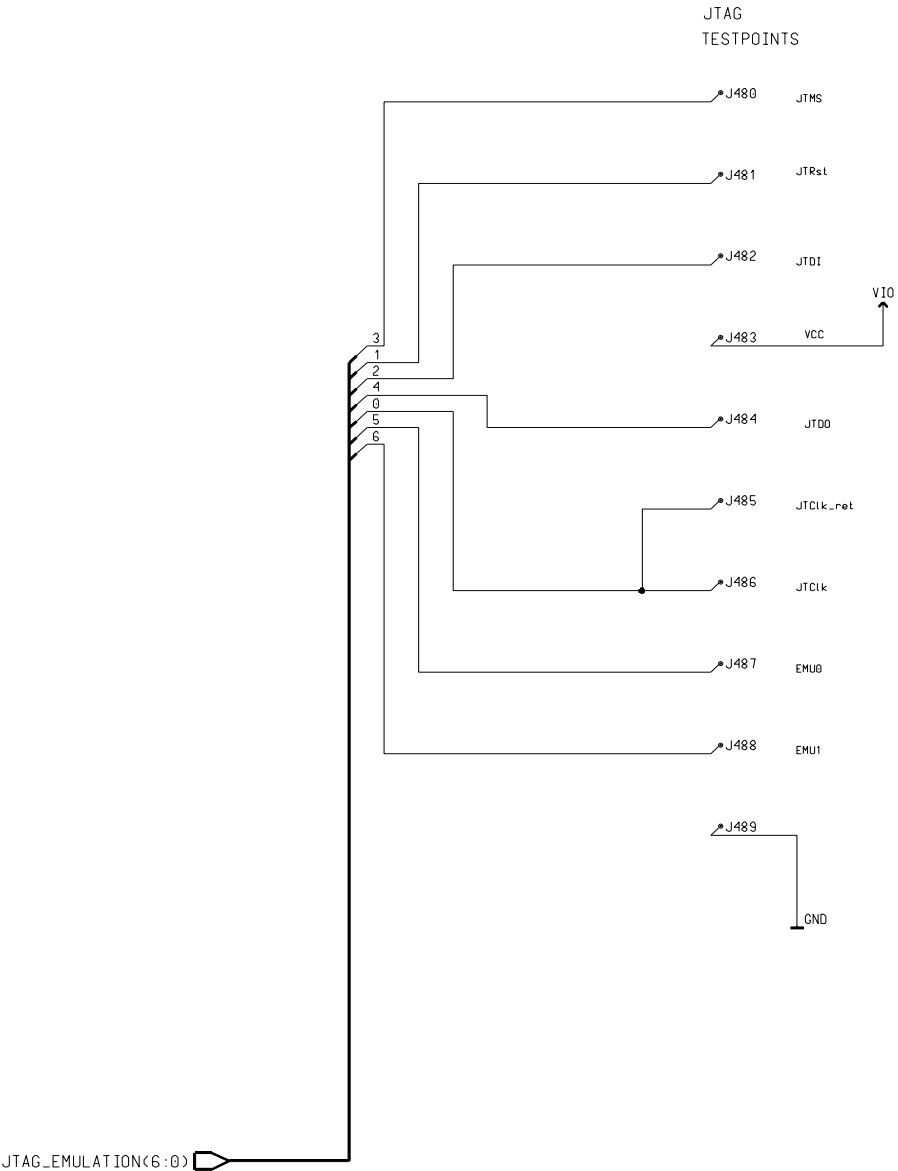 JTAG
TESTPOINTS
J480 JTMS
J481 JTRst
J482 JTDI
VIO
J483 VCC
3
1
2
4
0
5
6
J484 JTDO
J485 JTClk_ret
J486 JTClk
J487 EMU0
J488 EMU1
J489
GND
JTAG_EMULATION(6:0)